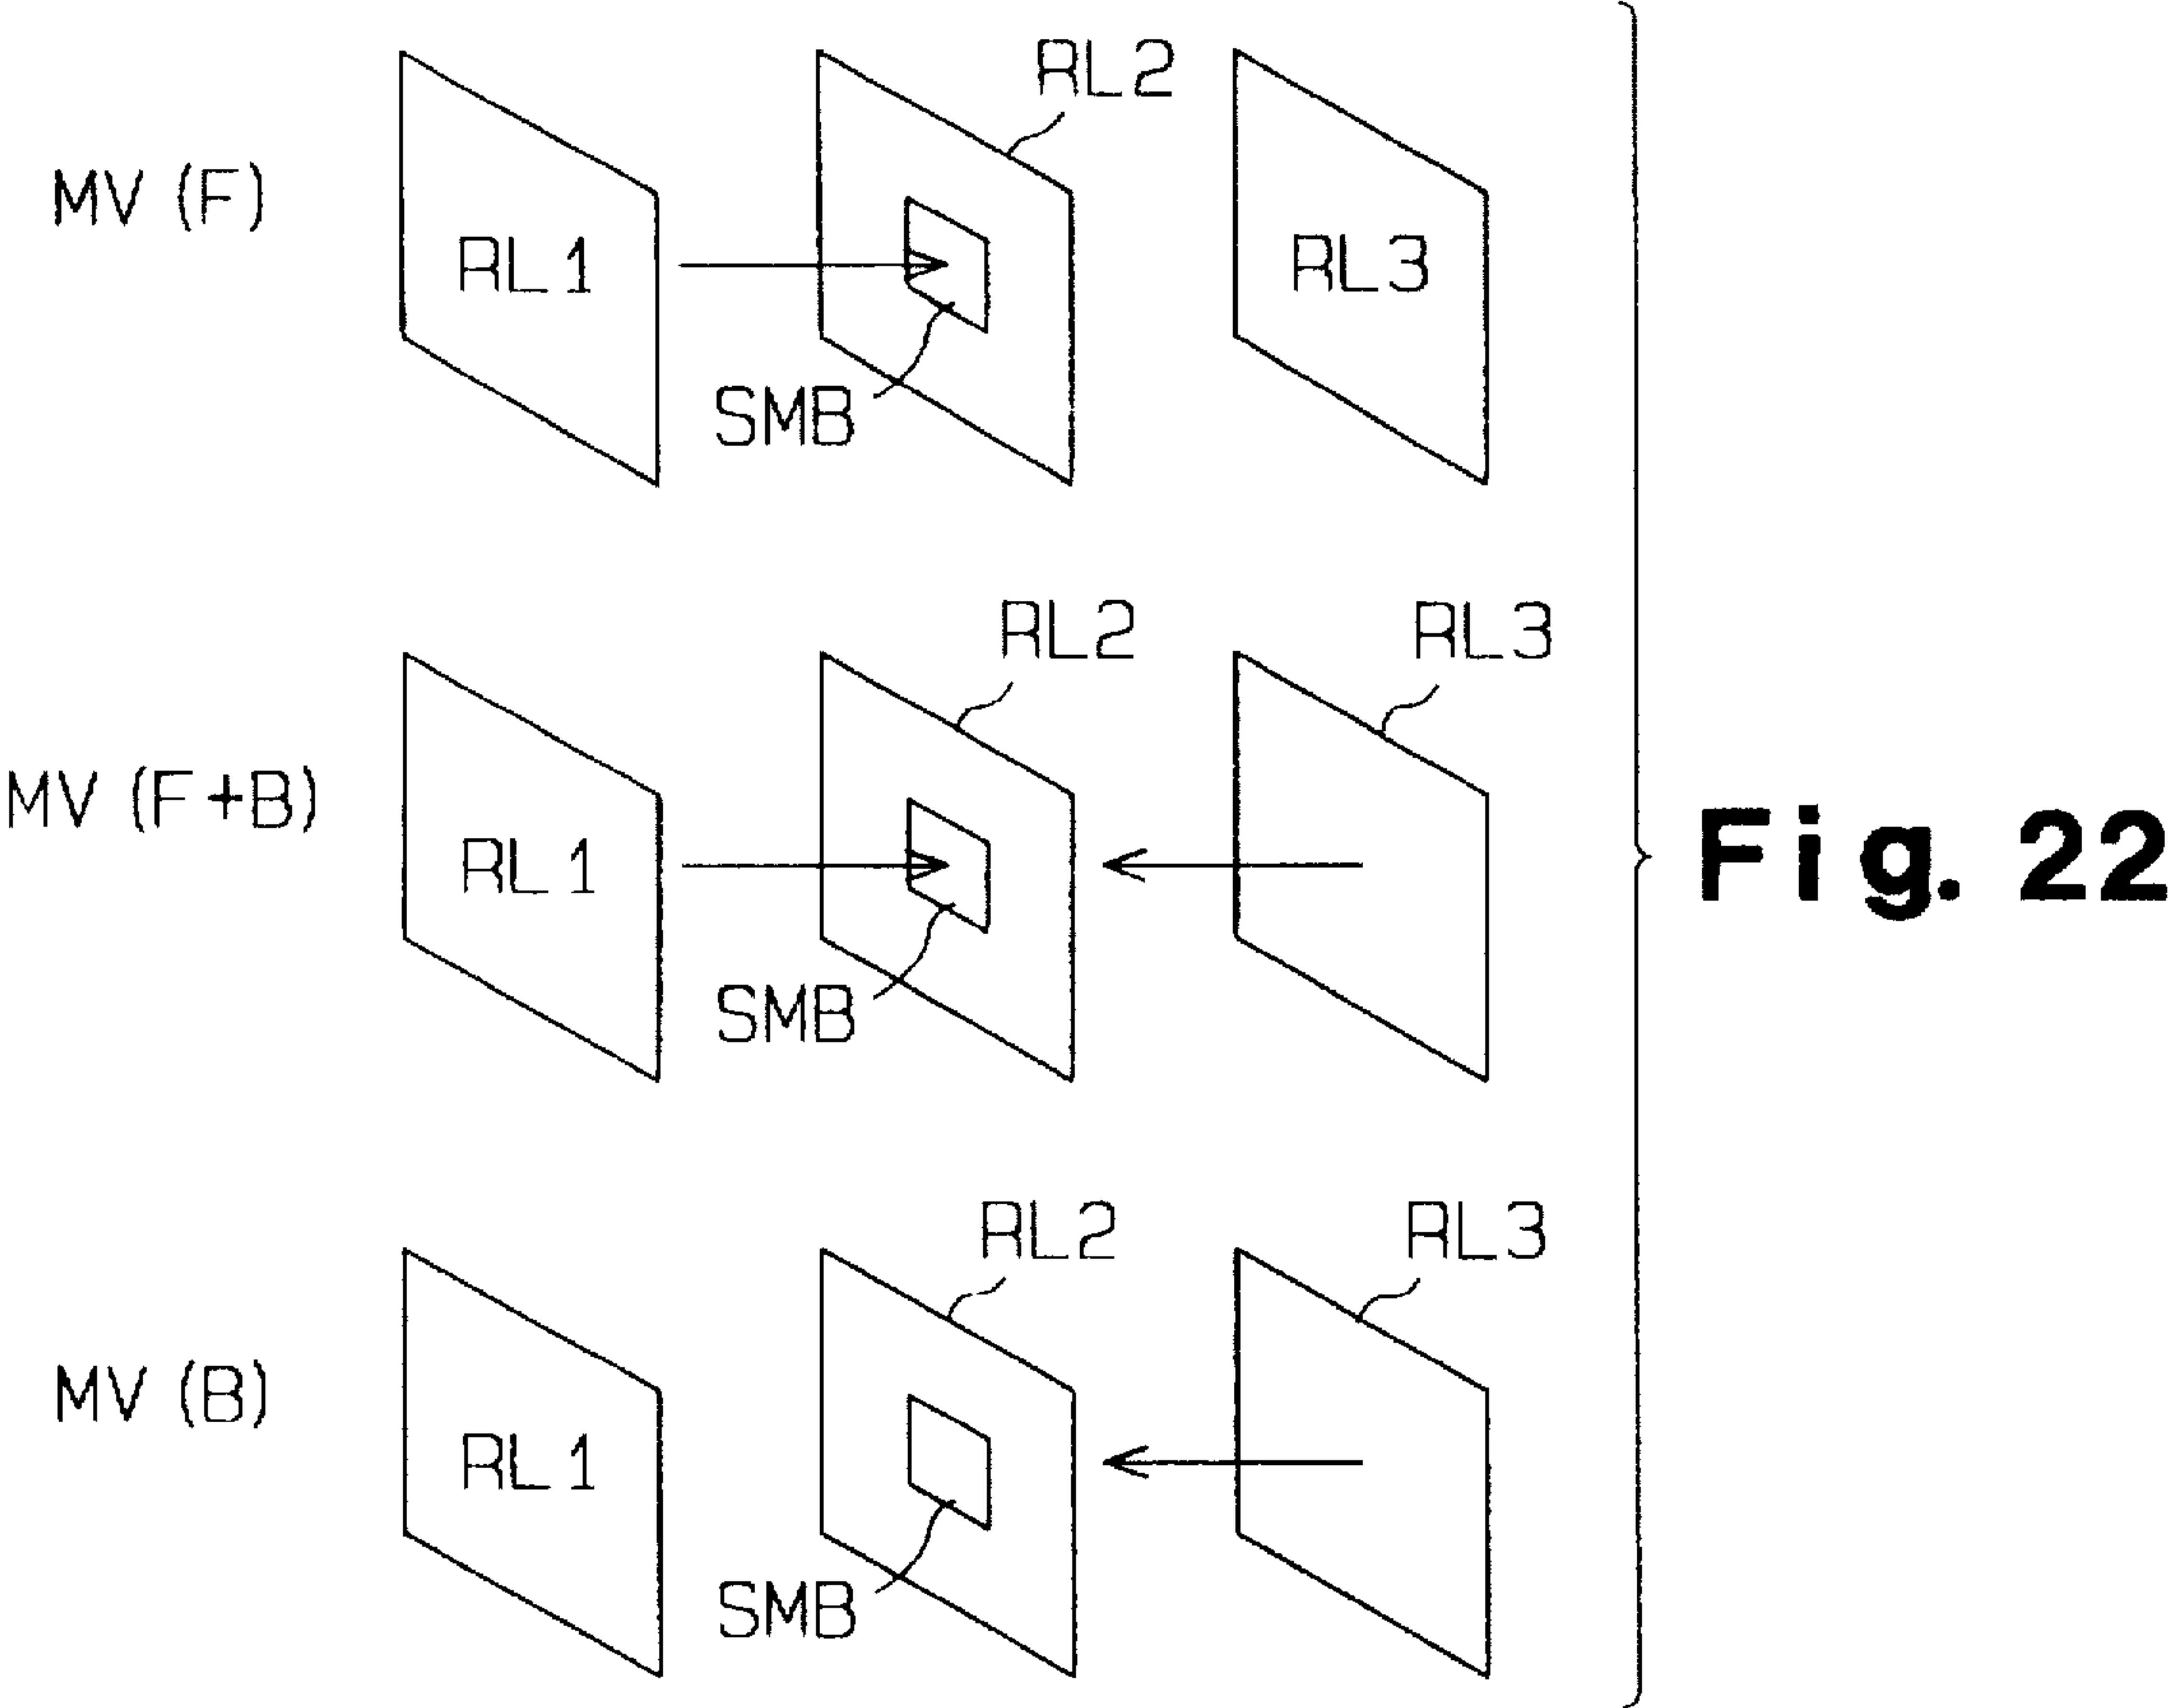 RL2
MV (F)
RL1
RL3
SMB
RL2
RL3
MV (F+B)
RL1
SMB
Fig. 22
RL2
RL3
MV (B)
RL1
SMB